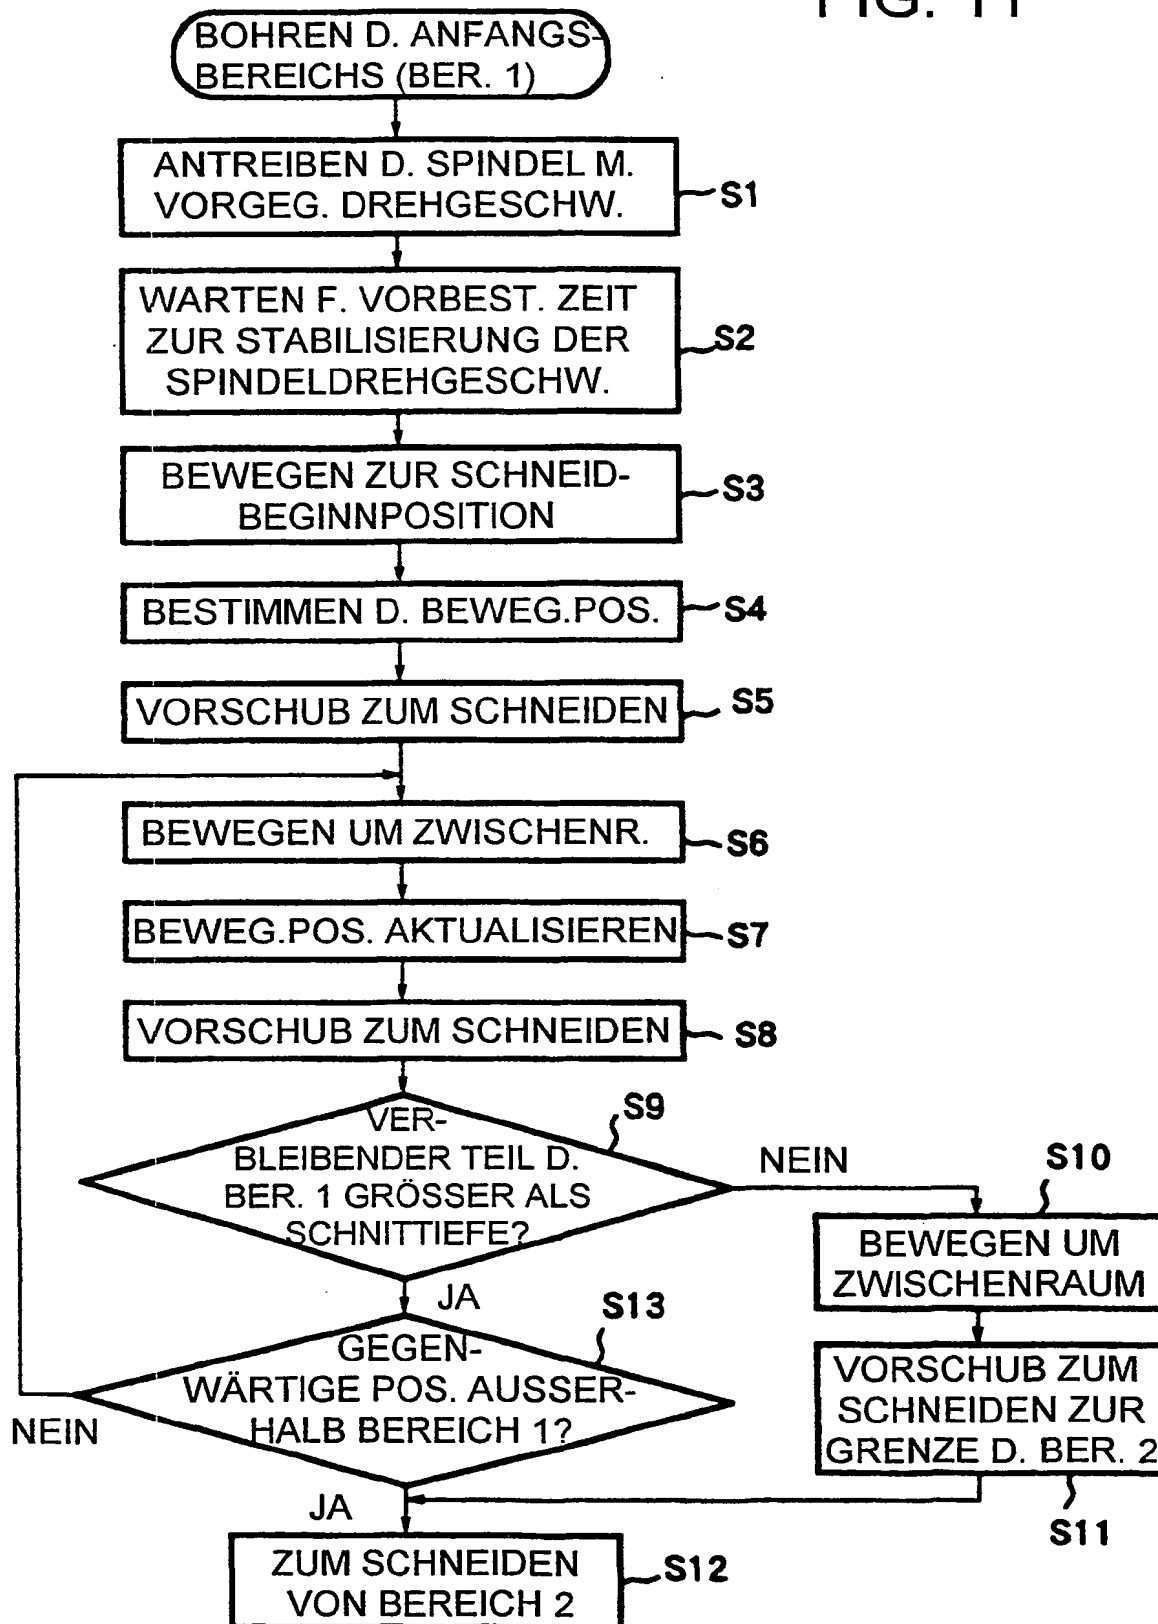 FIG. 11
BOHREN D. ANFANGS-
BEREICHS (BER. 1)
ANTREIBEN D. SPINDEL M.
VORGEG. DREHGESCHW.
S1
WARTEN F. VORBEST. ZEIT
ZUR STABILISIERUNG DER
SPINDELDREHGESCHW.
S2
BEWEGEN ZUR SCHNEID-
BEGINNPOSITION
S3
BESTIMMEN D. BEWEG.POS.
S4
VORSCHUB ZUM SCHNEIDEN
S5
BEWEGEN UM ZWISCHENR.
S6
BEWEG.POS. AKTUALISIEREN
S7
VORSCHUB ZUM SCHNEIDEN
S8
VER-
BLEIBENDER TEIL D.
BER. 1 GRÖSSER ALS
SCHNITTIEFE?
S9
NEIN
S10
BEWEGEN UM
ZWISCHENRAUM
JA
S13
GEGEN-
WÄRTIGE POS. AUSSER-
HALB BEREICH 1?
NEIN
VORSCHUB ZUM
SCHNEIDEN ZUR
GRENZE D. BER. 2
S11
JA
ZUM SCHNEIDEN
VON BEREICH 2
S12